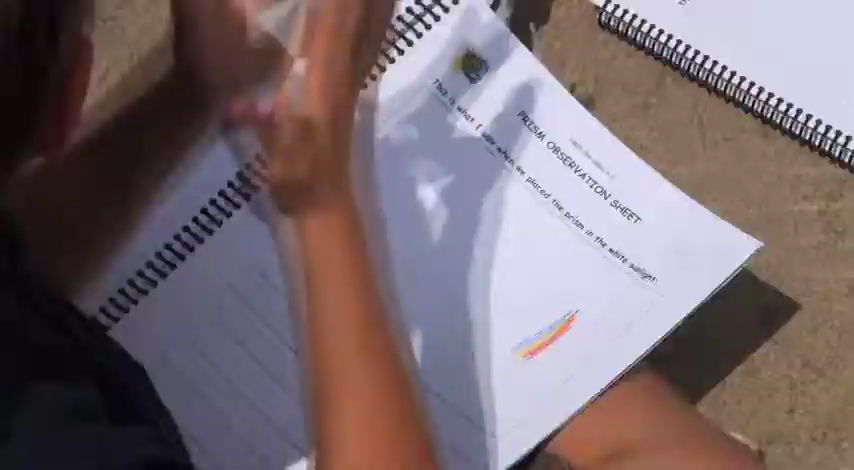 PRISM OBSERVATION SHEET
This is what I saw when we placed the prism in the white sunlight.